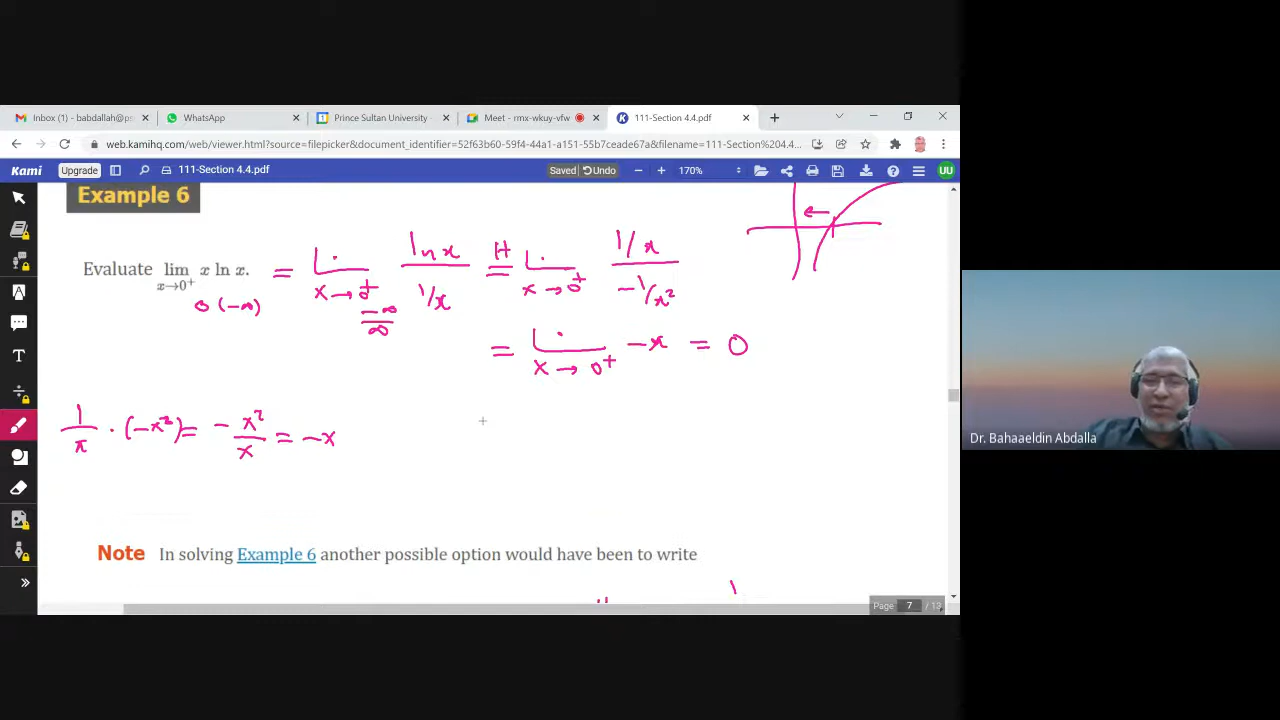 Inbox (1) - babdallah@ps
WhatsApp
Prince Sultan University -
Meet - rmx-wkuy-vfw
111-Section 4.4.pdf
web.kamihq.com/web/viewer.html?source=filepicker&document_identifier=52f63b60-59f4-44a1-a151-55b7ceade67a&filename=111-Section%204.4...
Kami
Upgrade
111-Section 4.4.pdf
Saved
Undo
170%
UU
Example 6
Evaluate lim x→0⁺ x ln x. = Lim x→0⁺ ln x / 1/x H= Lim x→0⁺ 1/x / -1/x²
0 (-∞)
-∞/∞
= Lim x→0⁺ -x = 0
1/x · (-x²) = - x²/x = -x
Dr. Bahaaeldin Abdalla
Note In solving Example 6 another possible option would have been to write
Page 7 / 13